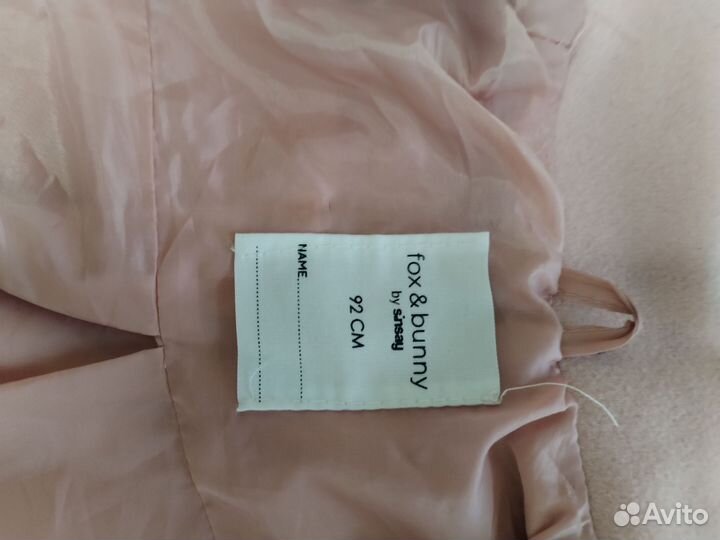 fox & bunny
by sinsay
92 CM
NAME..............................
..............................
Avito